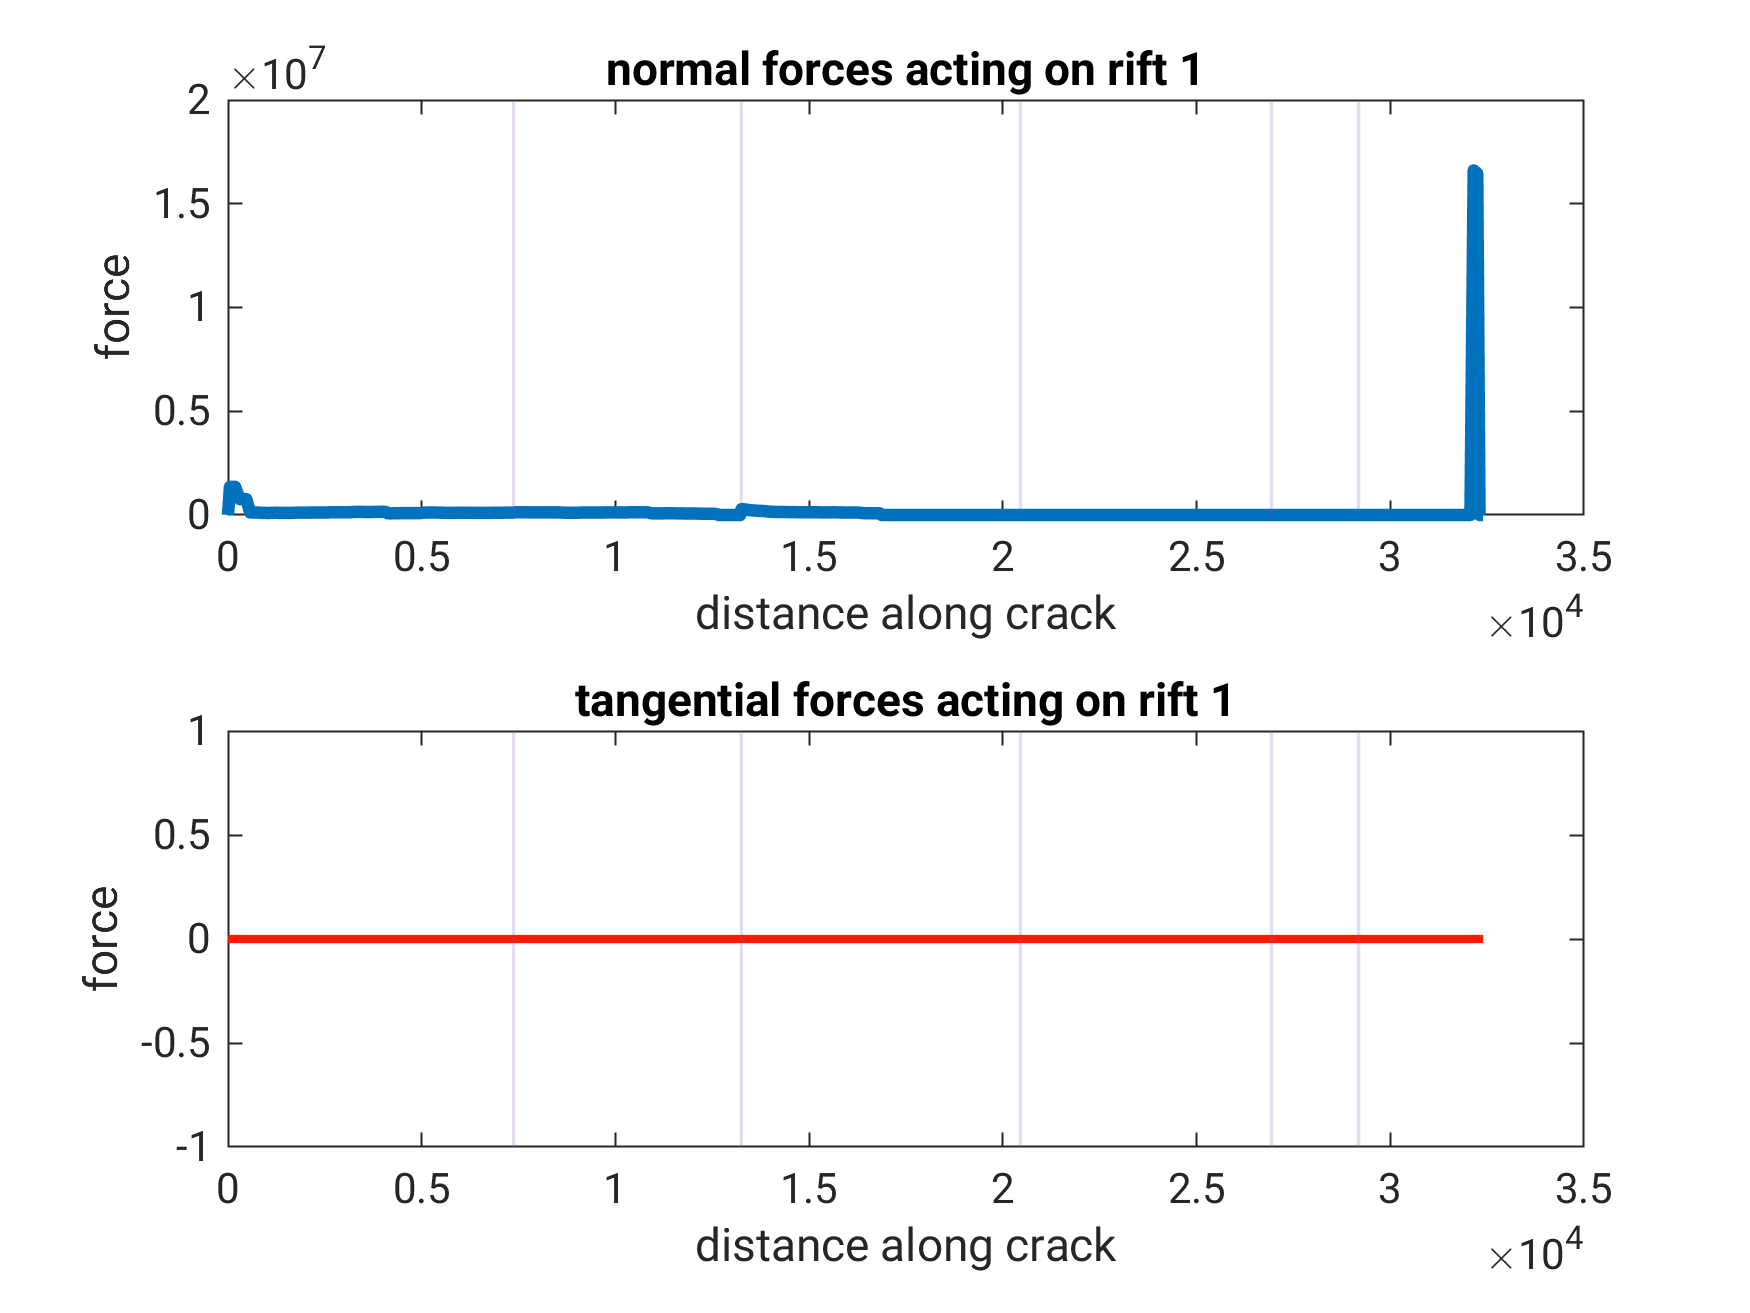 ×10^7
normal forces acting on rift 1
2
1.5
1
0.5
0
force
0 0.5 1 1.5 2 2.5 3 3.5
distance along crack
×10^4
tangential forces acting on rift 1
1
0.5
0
-0.5
-1
force
0 0.5 1 1.5 2 2.5 3 3.5
distance along crack
×10^4